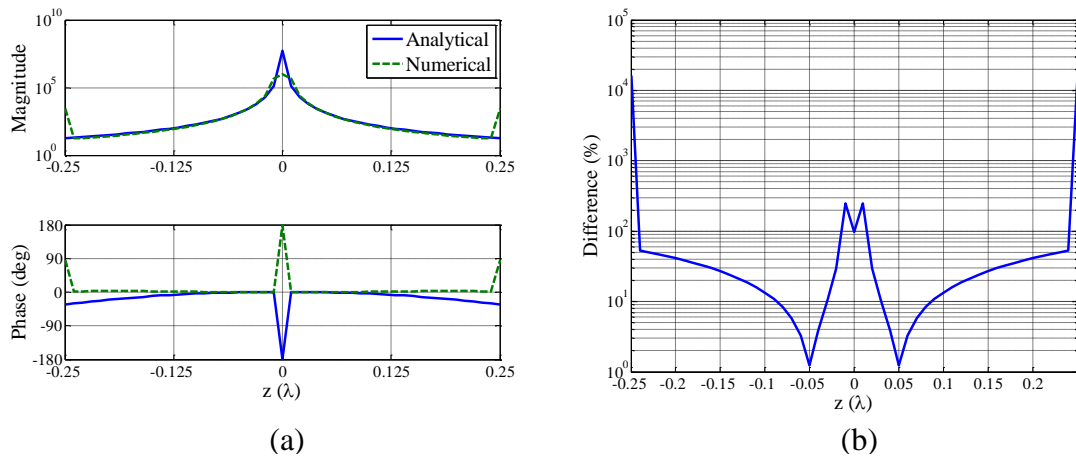 10^10
10^5
10^0
Magnitude
Analytical
Numerical
-0.25 -0.125 0 0.125 0.25
180
90
0
-90
-180
Phase (deg)
-0.25 -0.125 0 0.125 0.25
z (λ)
(a)
10^5
10^4
10^3
10^2
10^1
10^0
Difference (%)
-0.25 -0.2 -0.15 -0.1 -0.05 0 0.05 0.1 0.15 0.2
z (λ)
(b)